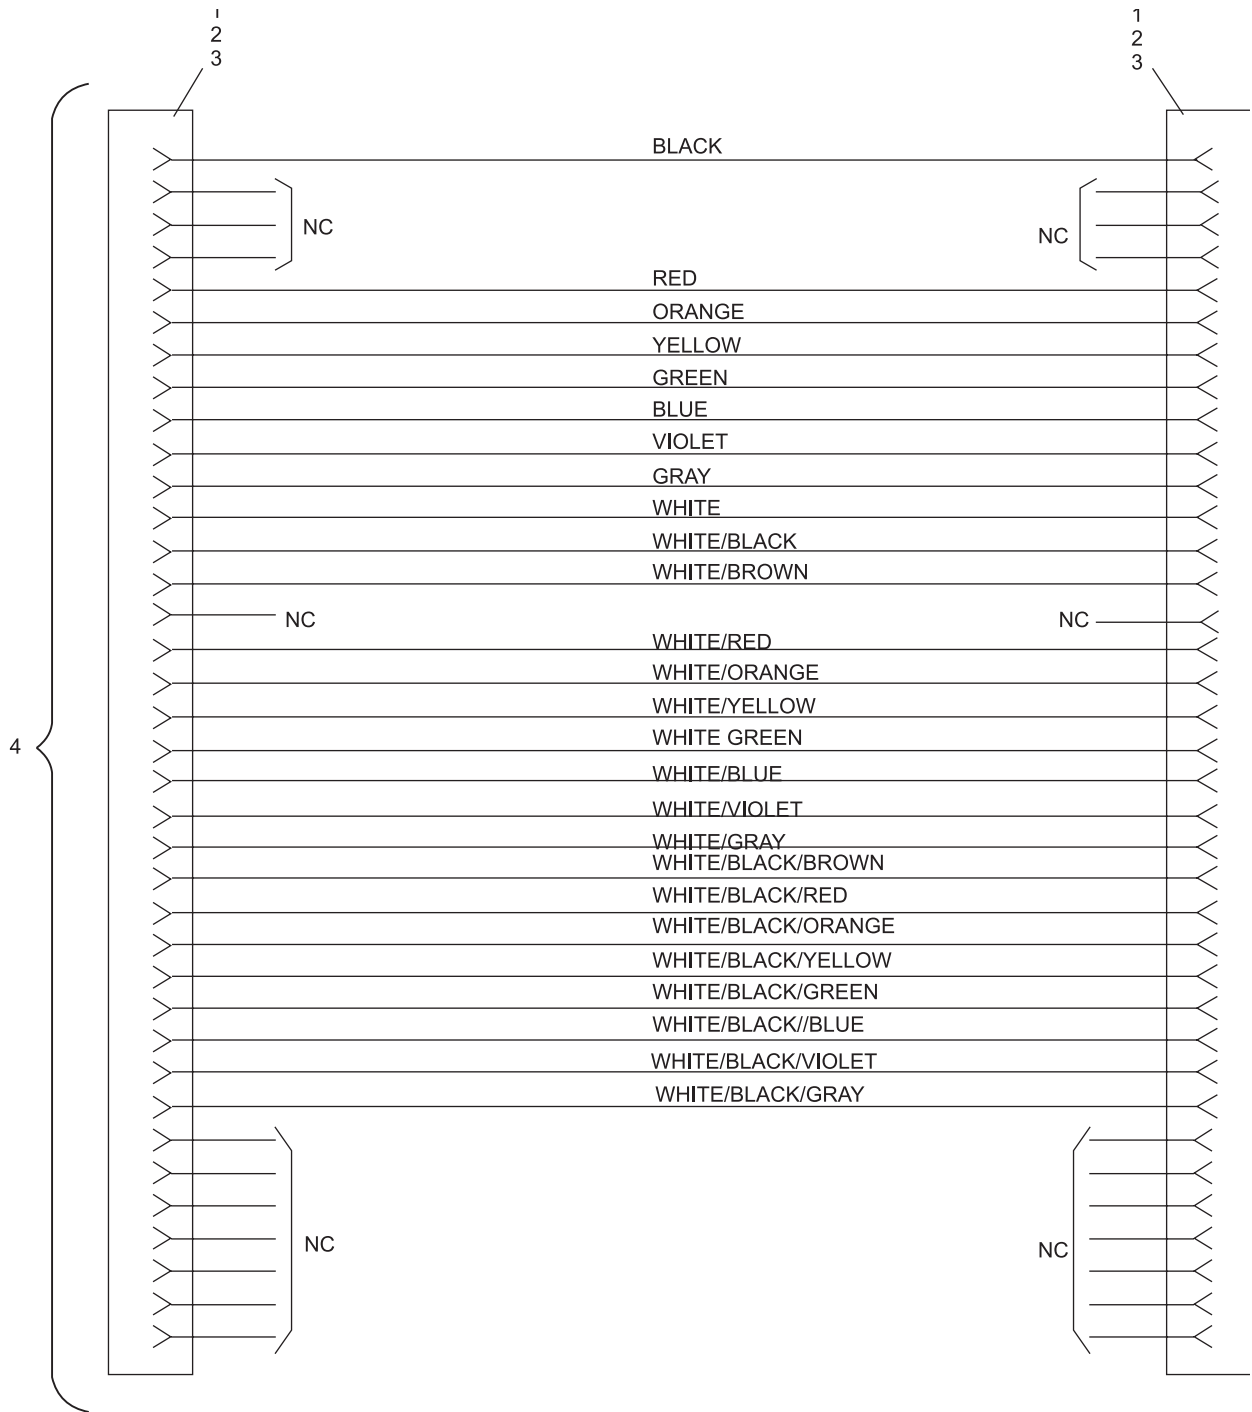 1 1
2 2
3 3
BLACK
NC NC
RED
ORANGE
YELLOW
GREEN
BLUE
VIOLET
GRAY
WHITE
WHITE/BLACK
WHITE/BROWN
NC NC
WHITE/RED
WHITE/ORANGE
WHITE/YELLOW
WHITE GREEN
4
WHITE/BLUE
WHITE/VIOLET
WHITE/GRAY
WHITE/BLACK/BROWN
WHITE/BLACK/RED
WHITE/BLACK/ORANGE
WHITE/BLACK/YELLOW
WHITE/BLACK/GREEN
WHITE/BLACK//BLUE
WHITE/BLACK/VIOLET
WHITE/BLACK/GRAY
NC NC